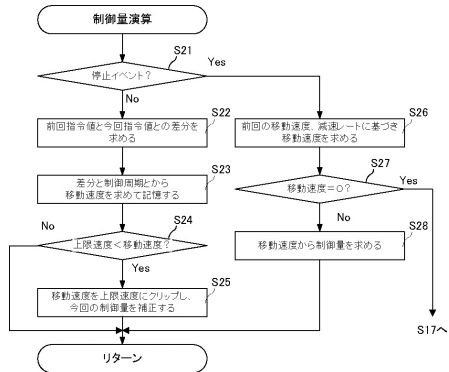 制御量演算
S21
停止イベント?
Yes
No
S22
前回指令値と今回指令値との差分を
求める
S26
前回の移動速度、減速レートに基づき
移動速度を求める
S23
差分と制御周期とから
移動速度を求めて記憶する
S27
移動速度=0?
Yes
No
S24
上限速度<移動速度?
No
Yes
S28
移動速度から制御量を求める
S25
移動速度を上限速度にクリップし、
今回の制御量を補正する
S17へ
リターン